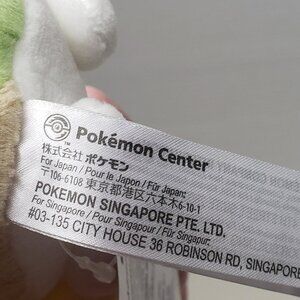 Pokémon Center
株式会社ポケモン
For Japan / Pour le Japon / Für Japan:
〒106-6108 東京都港区六本木6-10-1
POKEMON SINGAPORE PTE. LTD.
For Singapore / Pour Singapour / Für Singapur:
#03-135 CITY HOUSE 36 ROBINSON RD, SINGAPORE